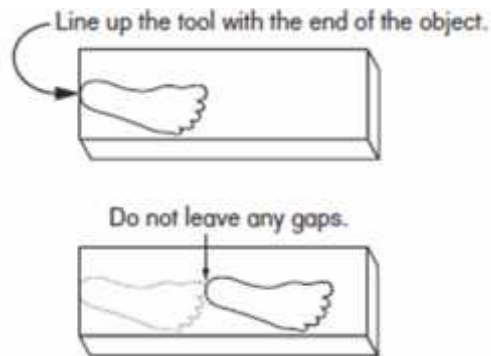 Line up the tool with the end of the object.
Do not leave any gaps.